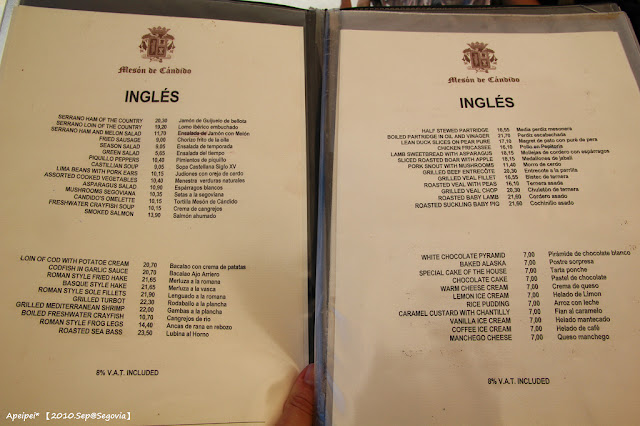 Mesón de Cándido
INGLÉS
SERRANO HAM OF THE COUNTRY 20,30 Jamón de Guijuelo de bellota
SERRANO LOIN OF THE COUNTRY 19,20 Lomo ibérico embuchado
SERRANO HAM AND MELON SALAD 11,70 Ensalada de Jamón con Melón
FRIED SAUSAGE 9,00 Chorizo frito de la olla
SEASON SALAD 9,05 Ensalada de temporada
GREEN SALAD 5,65 Ensalada del tiempo
PIQUILLO PEPPERS 10,40 Pimientos de piquillo
CASTILLIAN SOUP 9,05 Sopa Castellana Siglo XV
LIMA BEANS WITH PORK EARS 10,15 Judiones con oreja de cerdo
ASSORTED COOKED VEGETABLES 10,40 Menestra verduras naturales
ASPARAGUS SALAD 10,90 Espárragos blancos
MUSHROOMS SEGOVIANA 10,35 Setas a la segoviana
CANDIDO'S OMELETTE 10,15 Tortilla Mesón de Cándido
FRESHWATER CRAYFISH SOUP 10,15 Crema de cangrejos
SMOKED SALMON 13,90 Salmón ahumado
LOIN OF COD WITH POTATOE CREAM 20,70 Bacalao con crema de patatas
CODFISH IN GARLIC SAUCE 20,70 Bacalao Ajo Arriero
ROMAN STYLE FRIED HAKE 21,65 Merluza a la romana
BASQUE STYLE HAKE 21,65 Merluza a la vasca
ROMAN STYLE SOLE FILLETS 21,90 Lenguado a la romana
GRILLED TURBOT 22,30 Rodaballo a la plancha
GRILLED MEDITERRANEAN SHRIMP 22,00 Gambas a la plancha
BOILED FRESHWATER CRAYFISH 10,70 Cangrejos de río
ROMAN STYLE FROG LEGS 14,40 Ancas de rana en rebozo
ROASTED SEA BASS 23,50 Lubina al Horno
8% V.A.T. INCLUDED
Mesón de Cándido
INGLÉS
HALF STEWED PARTRIDGE 16,55 Media perdiz mesonera
BOILED PARTRIDGE IN OIL AND VINAGER 21,70 Perdiz escabechada
LEAN DUCK SLICES ON PEAR PURE 17,10 Magret de pato con puré de pera
CHICKEN FRICASSEE 16,10 Pollo en Pepitoria
LAMB SWEETBREAD WITH ASPARAGUS 16,10 Mollejas de cordero con espárragos
SLICED ROASTED BOAR WITH APPLE 18,15 Medallones de jabalí
PORK SNOUT WITH MUSHROOMS 11,40 Morro de cerdo
GRILLED BEEF ENTRECÔTE 20,30 Entrecote a la parrilla
GRILLED VEAL FILLET 18,55 Bistec de ternera
ROASTED VEAL WITH PEAS 16,10 Ternera asada
GRILLED VEAL CHOP 20,30 Chuletón de ternera
ROASTED BABY LAMB 21,50 Cordero asado
ROASTED SUCKLING BABY PIG 21,50 Cochinillo asado
WHITE CHOCOLATE PYRAMID 7,00 Pirámide de chocolate blanco
BAKED ALASKA 7,00 Postre sorpresa
SPECIAL CAKE OF THE HOUSE 7,00 Tarta ponche
CHOCOLATE CAKE 7,00 Pastel de chocolate
WARM CHEESE CREAM 7,00 Crema de queso
LEMON ICE CREAM 7,00 Helado de Limon
RICE PUDDING 7,00 Arroz con leche
CARAMEL CUSTARD WITH CHANTILLY 7,00 Flan al caramelo
VANILLA ICE CREAM 7,00 Helado mantecado
COFFEE ICE CREAM 7,00 Helado de café
MANCHEGO CHEESE 7,00 Queso manchego
8% V.A.T. INCLUDED
Apeipei* 【2010.Sep@Segovia】